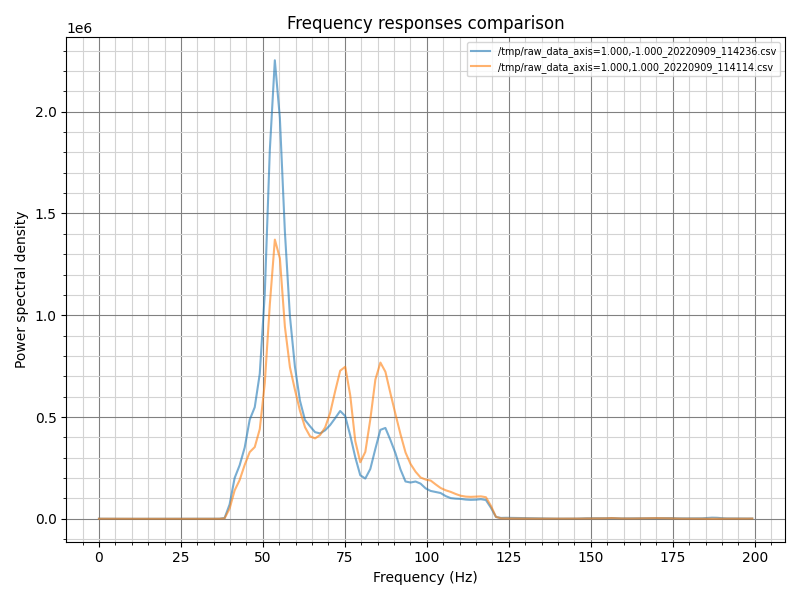 Frequency responses comparison
1e6
/tmp/raw_data_axis=1.000,-1.000_20220909_114236.csv
/tmp/raw_data_axis=1.000,1.000_20220909_114114.csv
2.0
1.5
1.0
0.5
0.0
Power spectral density
0 25 50 75 100 125 150 175 200
Frequency (Hz)